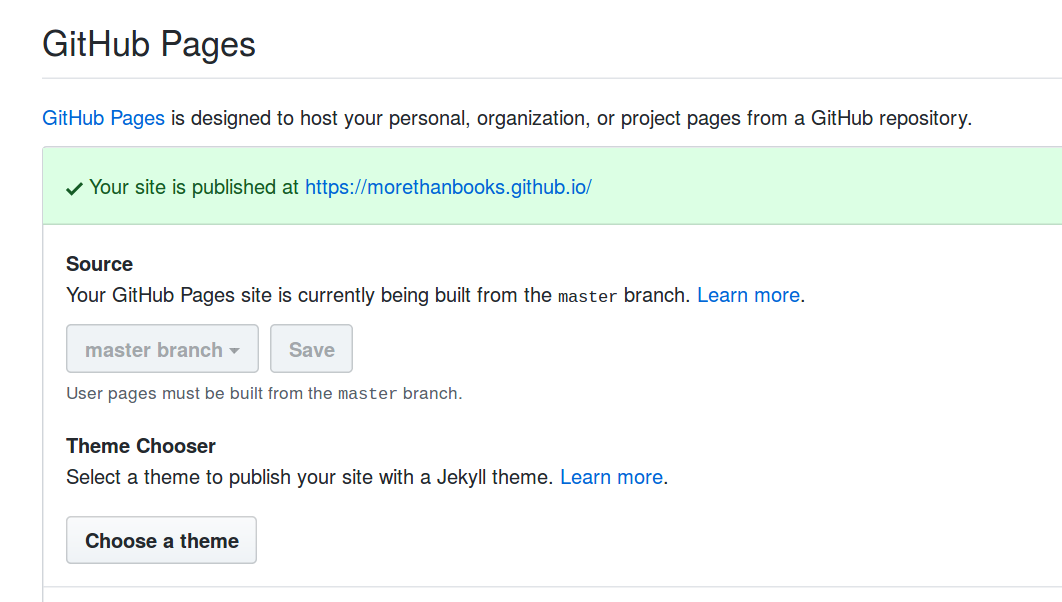 GitHub Pages
GitHub Pages is designed to host your personal, organization, or project pages from a GitHub repository.
✓ Your site is published at https://morethanbooks.github.io/
Source
Your GitHub Pages site is currently being built from the master branch. Learn more.
master branch Save
User pages must be built from the master branch.
Theme Chooser
Select a theme to publish your site with a Jekyll theme. Learn more.
Choose a theme